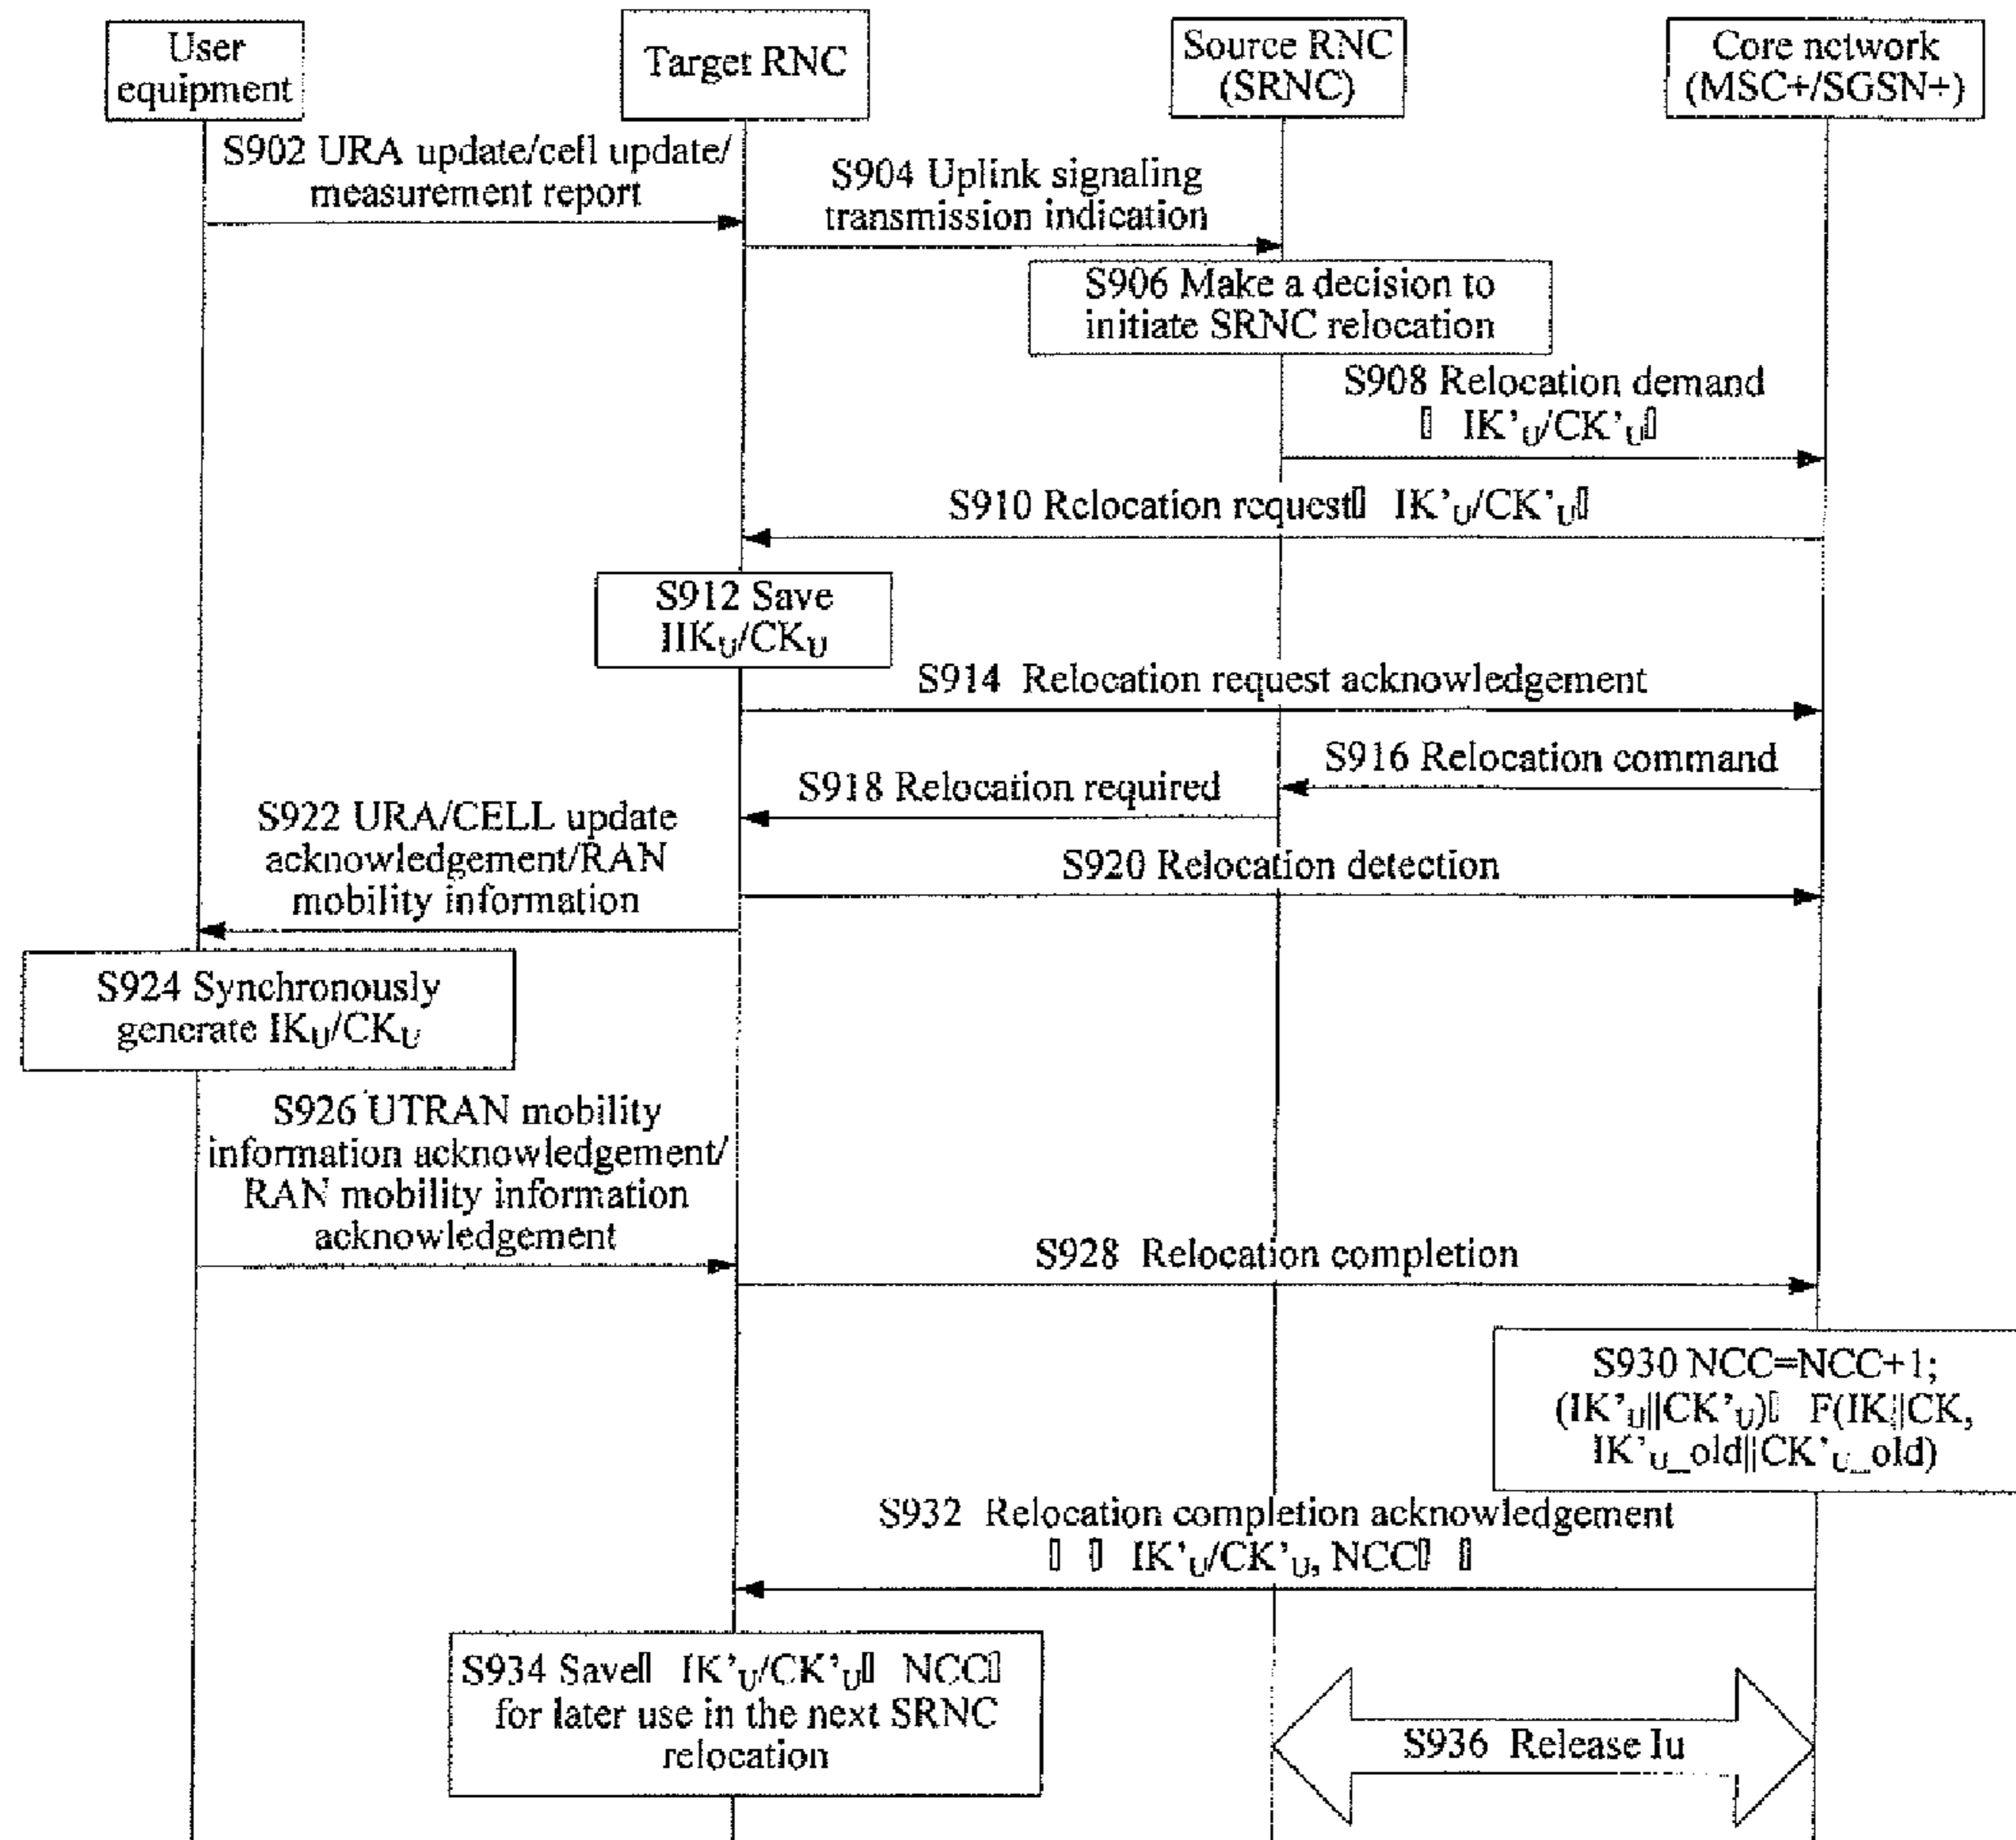 User
equipment
Target RNC
Source RNC
(SRNC)
Core network
(MSC+/SGSN+)
S902 URA update/cell update/
measurement report
S904 Uplink signaling
transmission indication
S906 Make a decision to
initiate SRNC relocation
S908 Relocation demand
▯ IK’U/CK’U▯
S910 Relocation request▯ IK’U/CK’U▯
S912 Save
IIKU/CKU
S914 Relocation request acknowledgement
S916 Relocation command
S918 Relocation required
S922 URA/CELL update
acknowledgement/RAN
mobility information
S920 Relocation detection
S924 Synchronously
generate IKU/CKU
S926 UTRAN mobility
information acknowledgement/
RAN mobility information
acknowledgement
S928 Relocation completion
S930 NCC=NCC+1;
(IK’U||CK’U)▯ F(IK||CK,
IK’U_old||CK’U_old)
S932 Relocation completion acknowledgement
▯ ▯ IK’U/CK’U, NCC▯ ▯
S934 Save▯ IK’U/CK’U▯ NCC▯
for later use in the next SRNC
relocation
S936 Release Iu